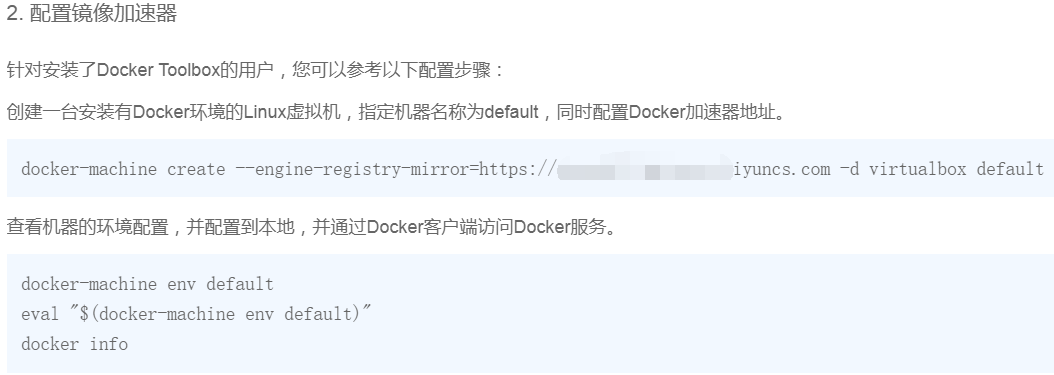 2. 配置镜像加速器
针对安装了Docker Toolbox的用户，您可以参考以下配置步骤：
创建一台安装有Docker环境的Linux虚拟机，指定机器名称为default，同时配置Docker加速器地址。
docker-machine create --engine-registry-mirror=https:// iyuncs.com -d virtualbox default
查看机器的环境配置，并配置到本地，并通过Docker客户端访问Docker服务。
docker-machine env default
eval "$(docker-machine env default)"
docker info